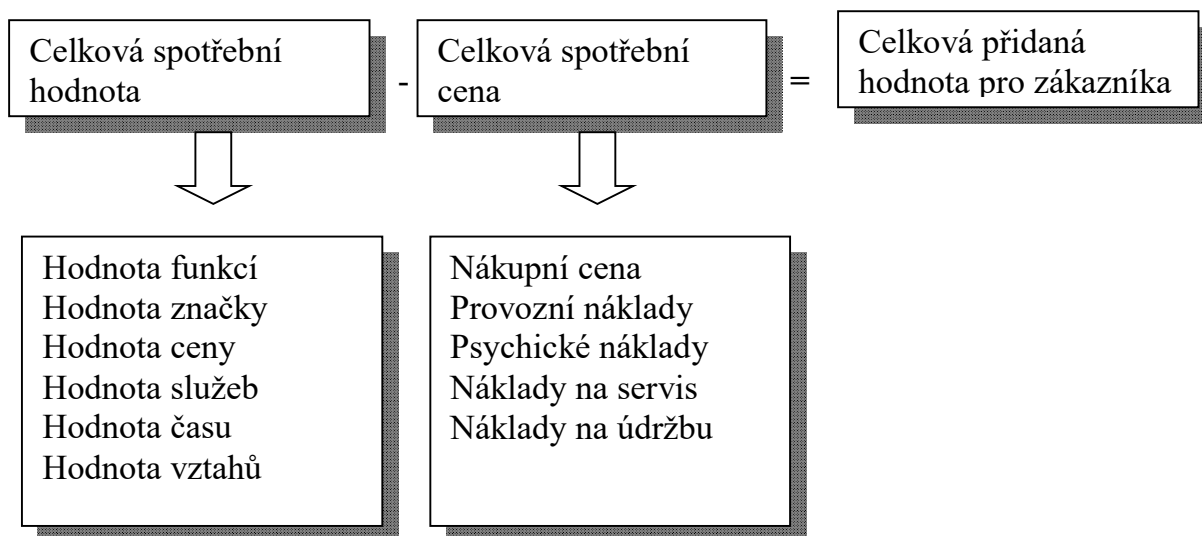 Celková spotřební
hodnota
-
Celková spotřební
cena
=
Celková přidaná
hodnota pro zákazníka
Hodnota funkcí
Hodnota značky
Hodnota ceny
Hodnota služeb
Hodnota času
Hodnota vztahů
Nákupní cena
Provozní náklady
Psychické náklady
Náklady na servis
Náklady na údržbu